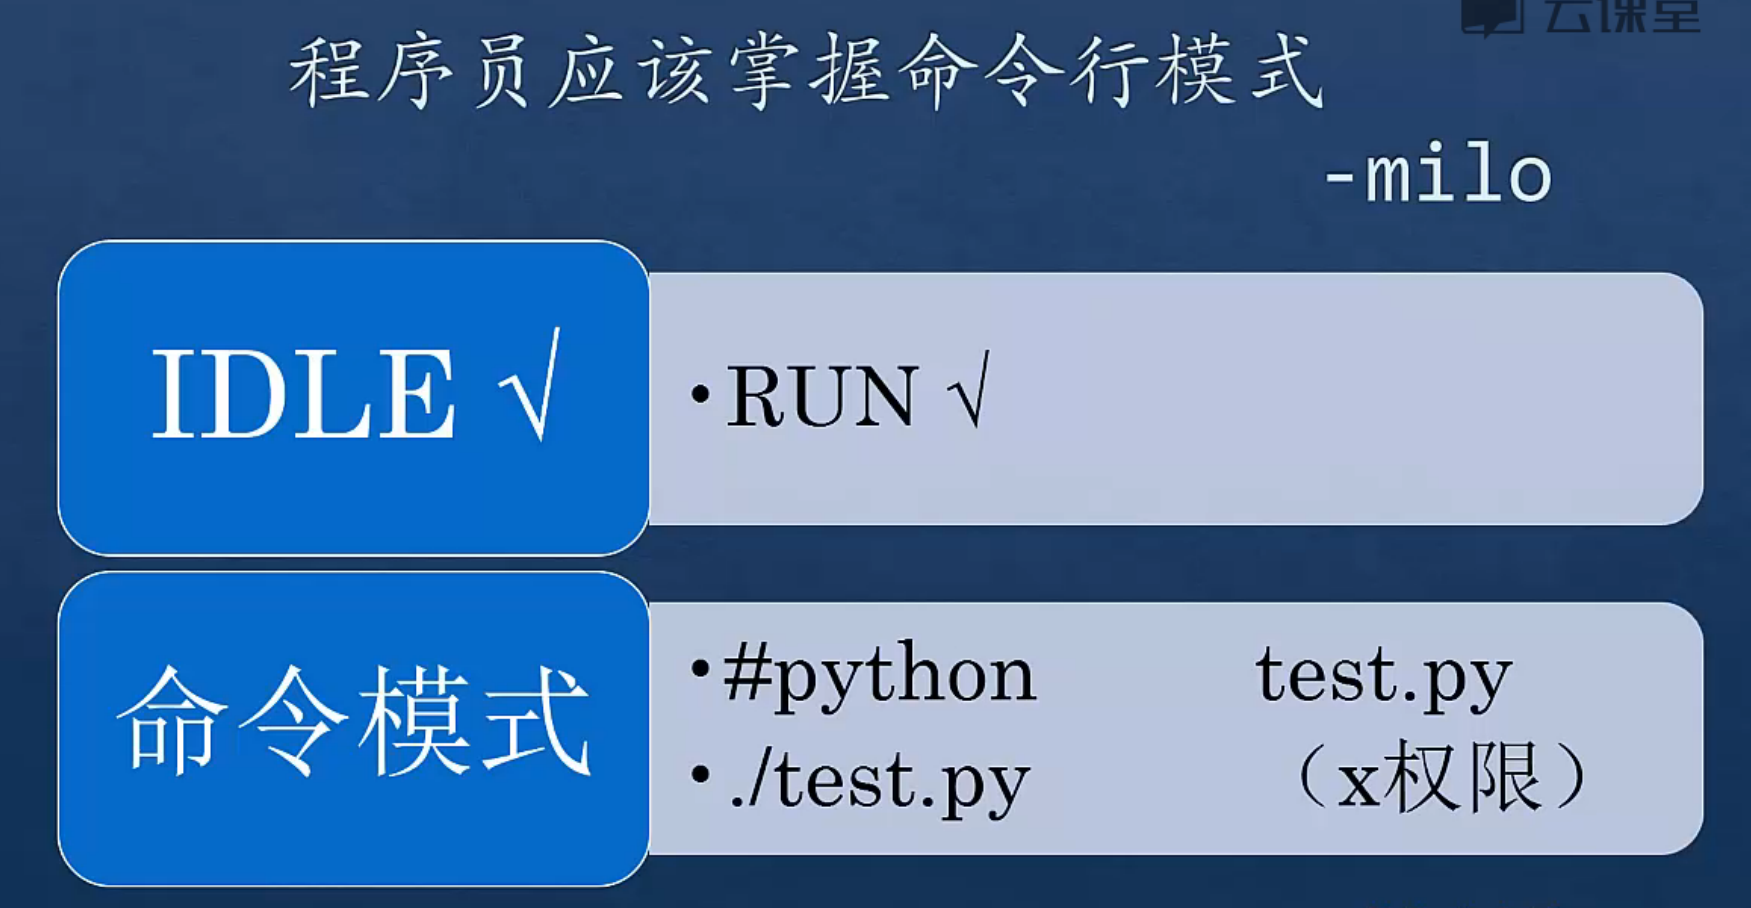 云课堂
程序员应该掌握命令行模式
-milo
IDLE √
•RUN √
命令模式
•#python test.py
•./test.py （x权限）